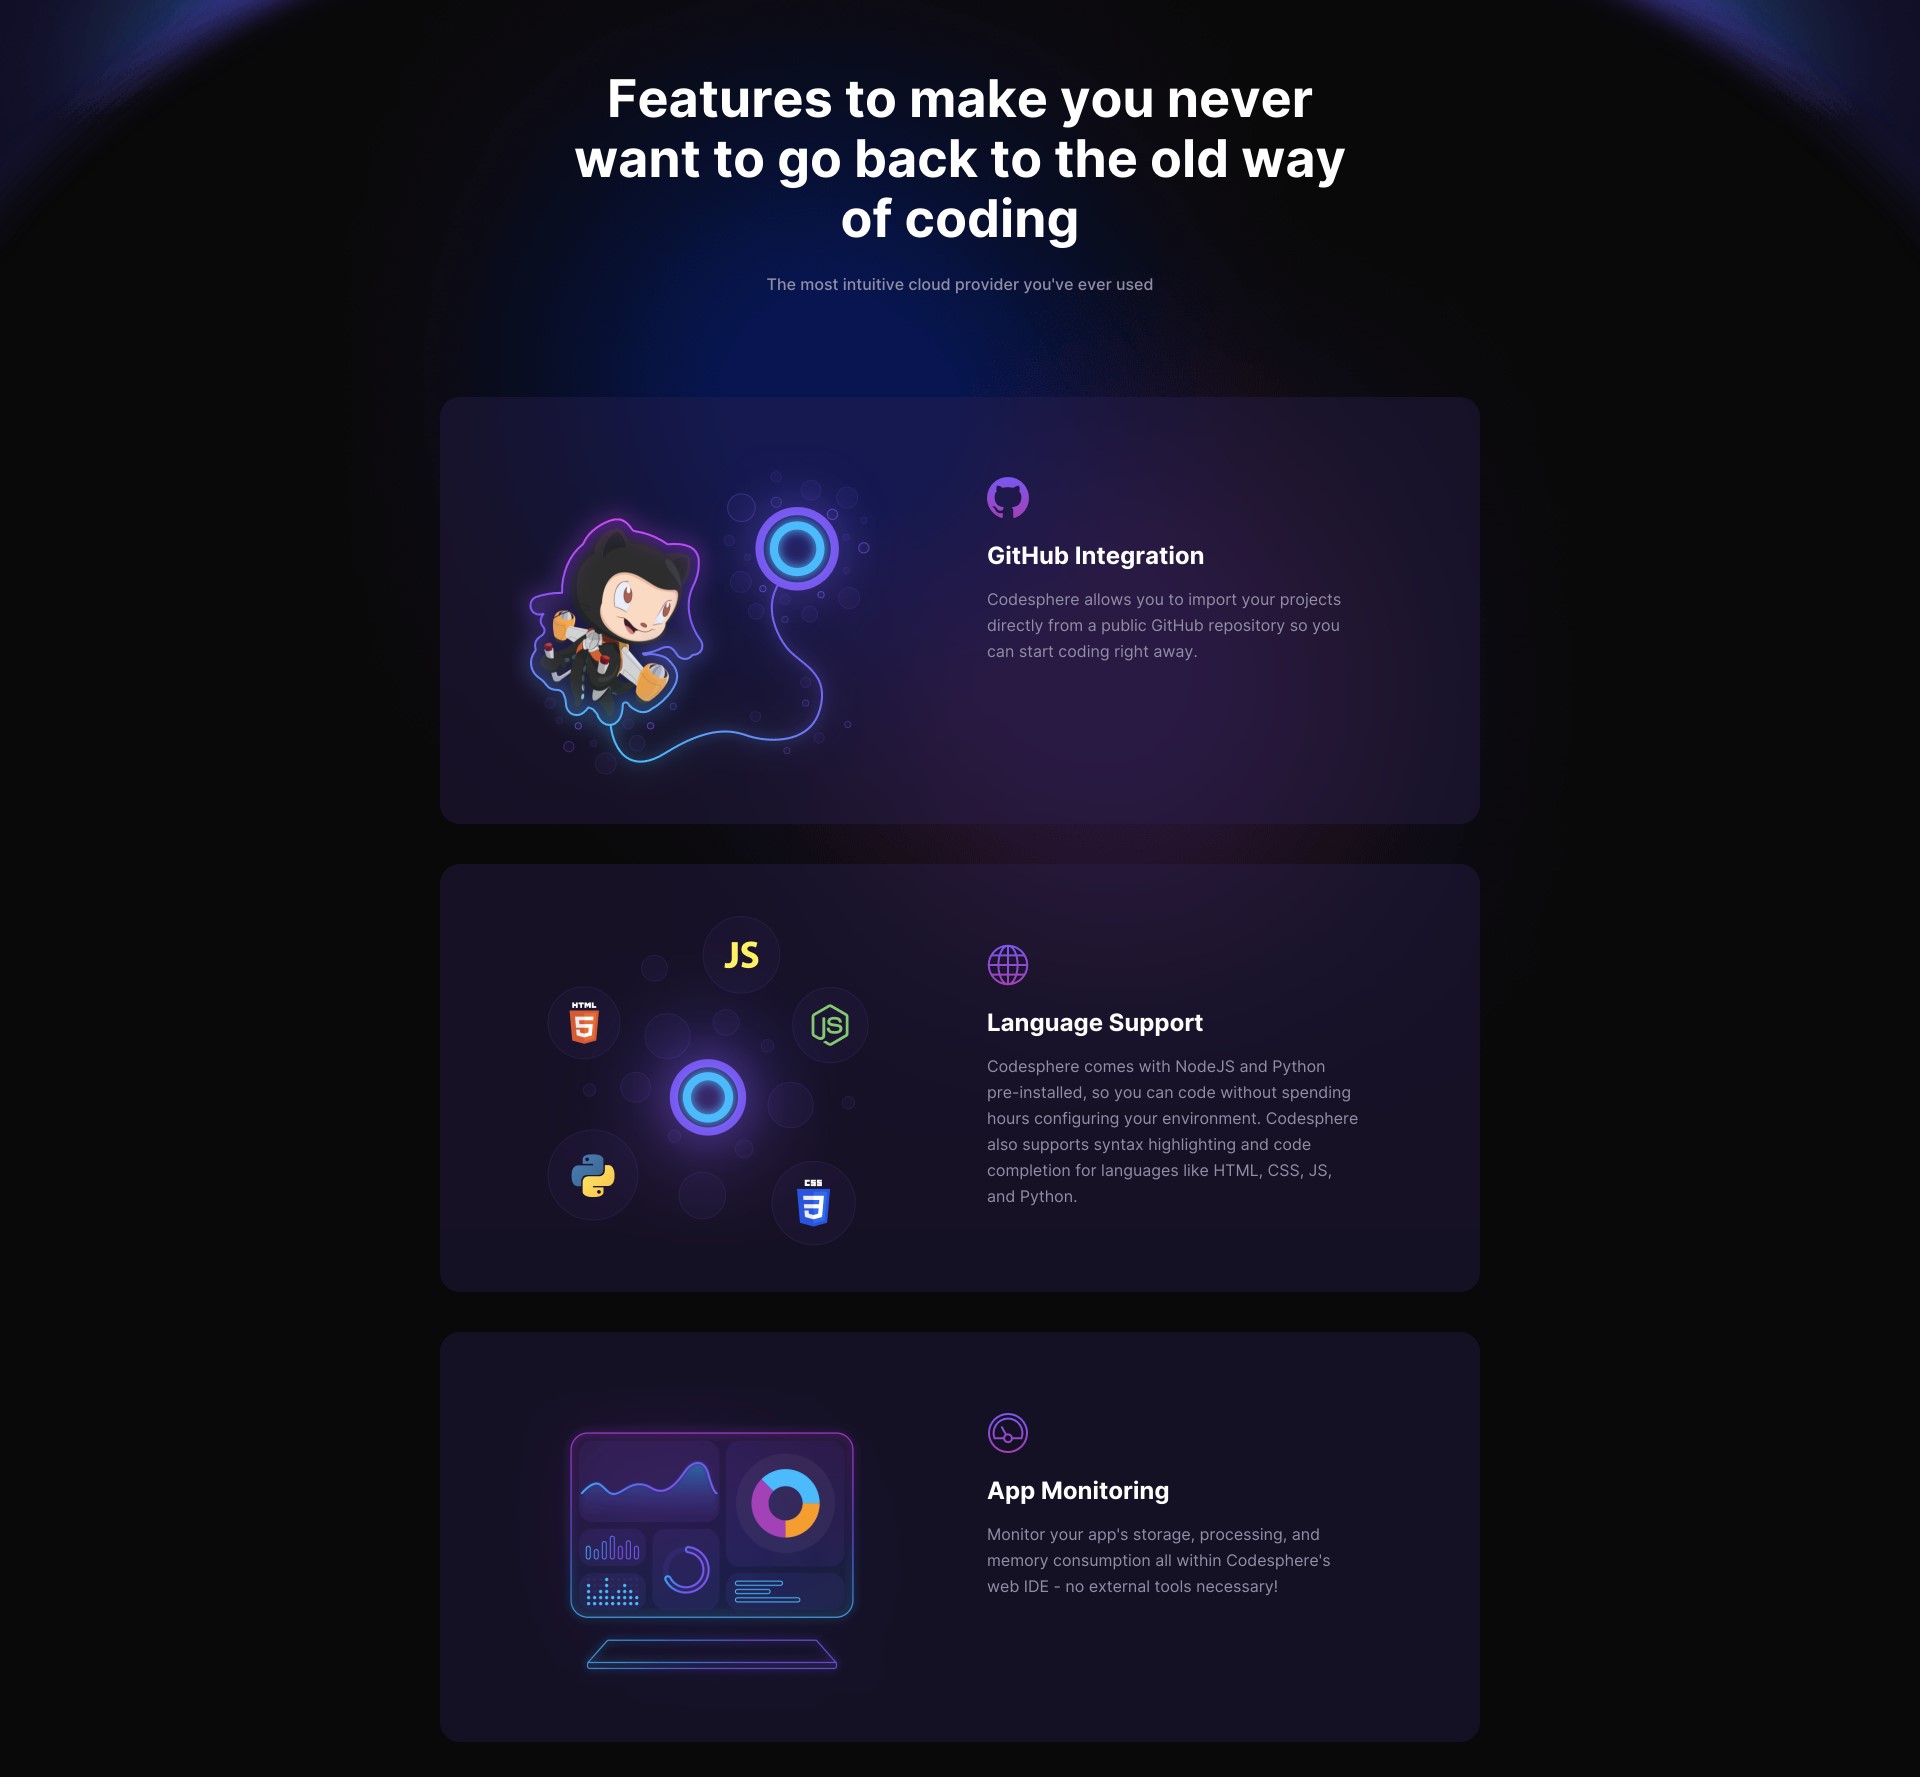 Features to make you never
want to go back to the old way
of coding
The most intuitive cloud provider you've ever used
GitHub Integration
Codesphere allows you to import your projects
directly from a public GitHub repository so you
can start coding right away.
JS
HTML
5
JS
CSS
3
Language Support
Codesphere comes with NodeJS and Python
pre-installed, so you can code without spending
hours configuring your environment. Codesphere
also supports syntax highlighting and code
completion for languages like HTML, CSS, JS,
and Python.
App Monitoring
Monitor your app's storage, processing, and
memory consumption all within Codesphere's
web IDE - no external tools necessary!